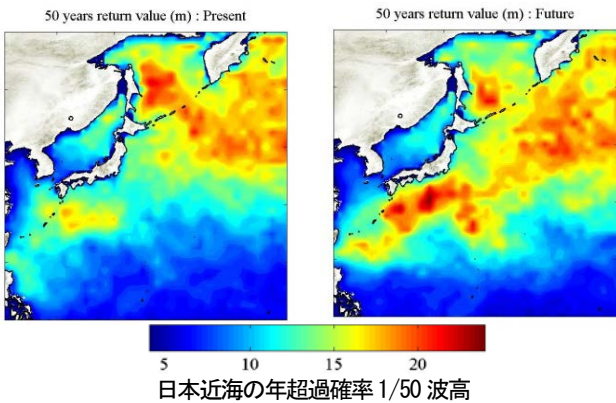 50 years return value (m) : Present
50 years return value (m) : Future
5 10 15 20
日本近海の年超過確率 1/50 波高